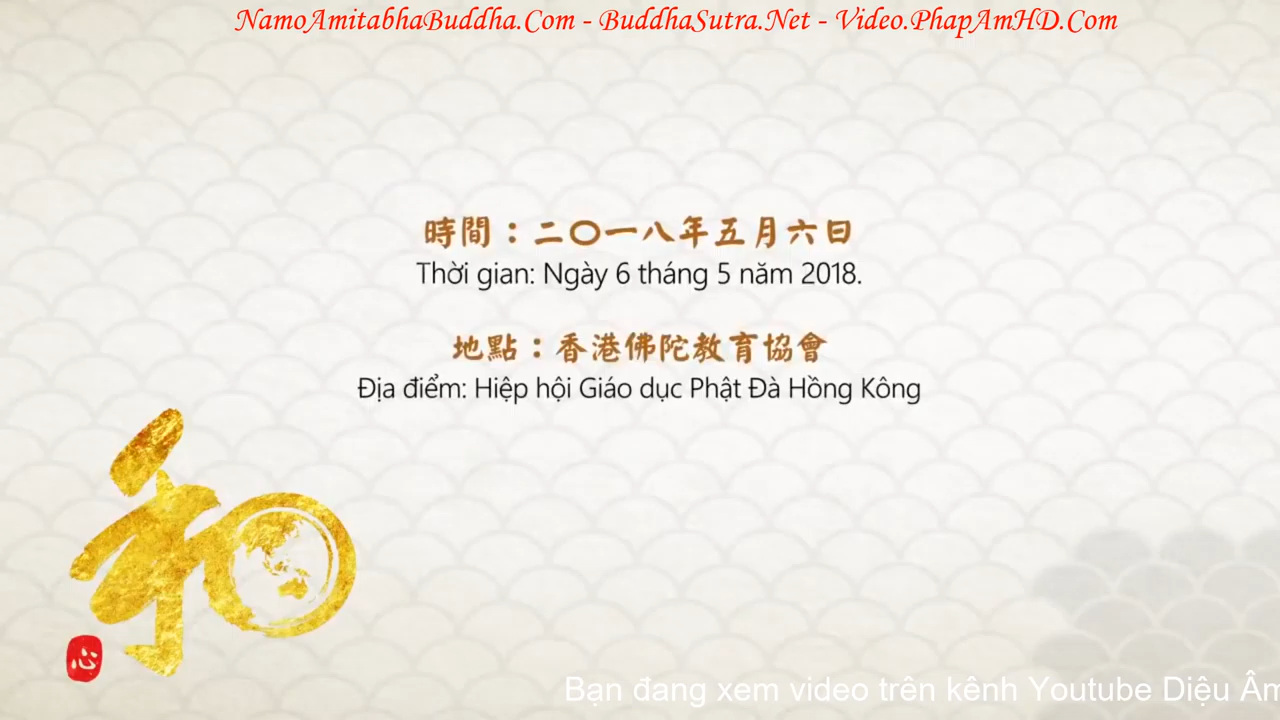 NamoAmitabhaBuddha.Com - BuddhaSutra.Net - Video.PhapAmHD.Com
時間：二〇一八年五月六日
Thời gian: Ngày 6 tháng 5 năm 2018.
地點：香港佛陀教育協會
Địa điểm: Hiệp hội Giáo dục Phật Đà Hồng Kông
和
心
Bạn đang xem video trên kênh Youtube Diệu Âm